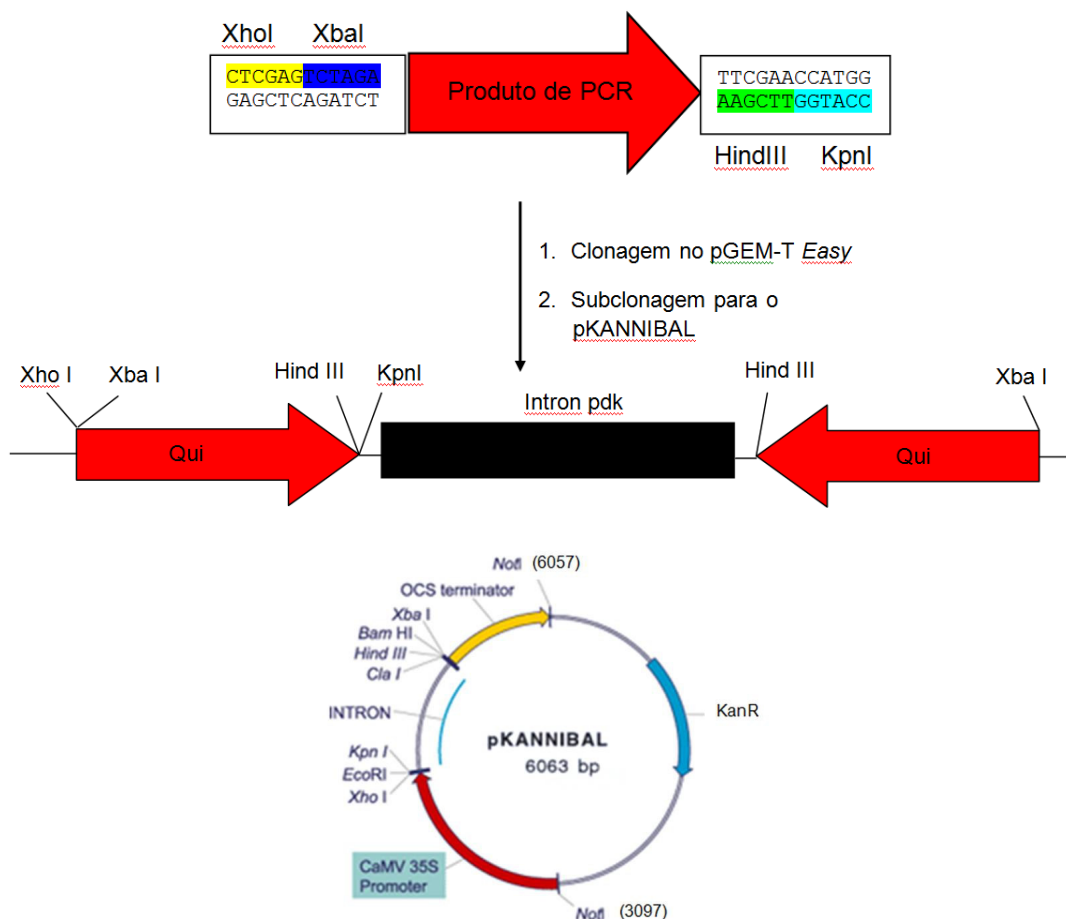 XhoI XbaI
CTCGAGTCTAGA
GAGCTCAGATCT
Produto de PCR
TTCGAACCATGG
AAGCTTGGTACC
HindIII KpnI
1. Clonagem no pGEM-T Easy
2. Subclonagem para o
pKANNIBAL
Xho I Xba I Hind III KpnI Hind III Xba I
Intron pdk
Qui Qui
NotI (6057)
OCS terminator
Xba I
Bam HI
Hind III
Cla I
INTRON
KanR
pKANNIBAL
6063 bp
Kpn I
EcoRI
Xho I
CaMV 35S
Promoter
NotI (3097)